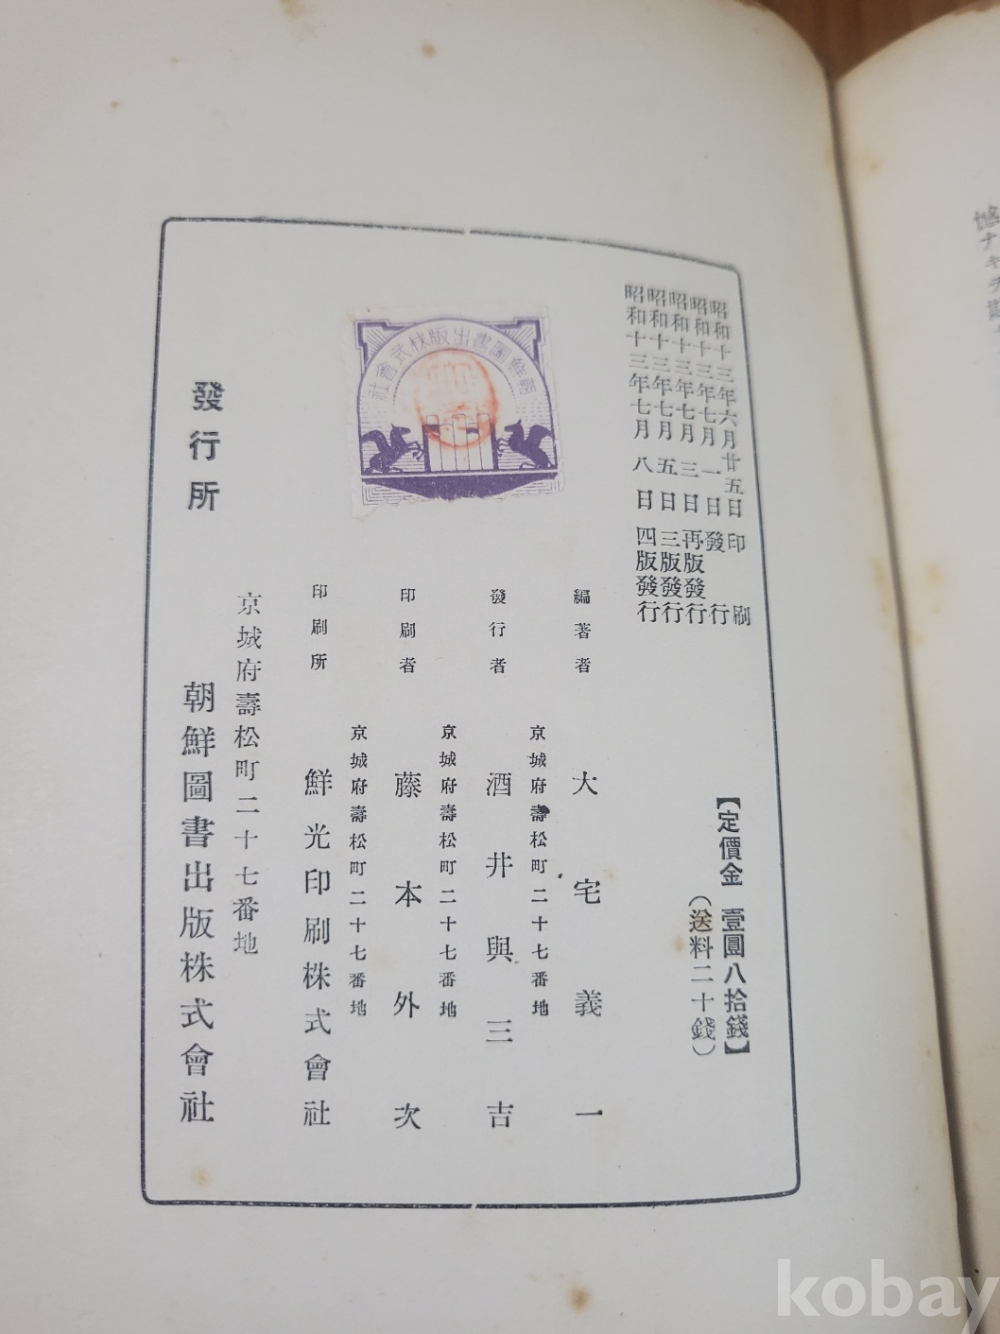 昭和十三年六月廿五日印刷
昭和十三年七月一日發行
昭和十三年七月三日再版發行
昭和十三年七月五日三版發行
昭和十三年七月八日四版發行
【定價金 壹圓八拾錢】
(送料二十錢)
編著者 大宅義一
京城府壽松町二十七番地
發行者 酒井與三吉
京城府壽松町二十七番地
印刷者 藤本外次
京城府壽松町二十七番地
印刷所 鮮光印刷株式會社
京城府壽松町二十七番地
發行所 朝鮮圖書出版株式會社
朝鮮圖書出版株式會社
kobay